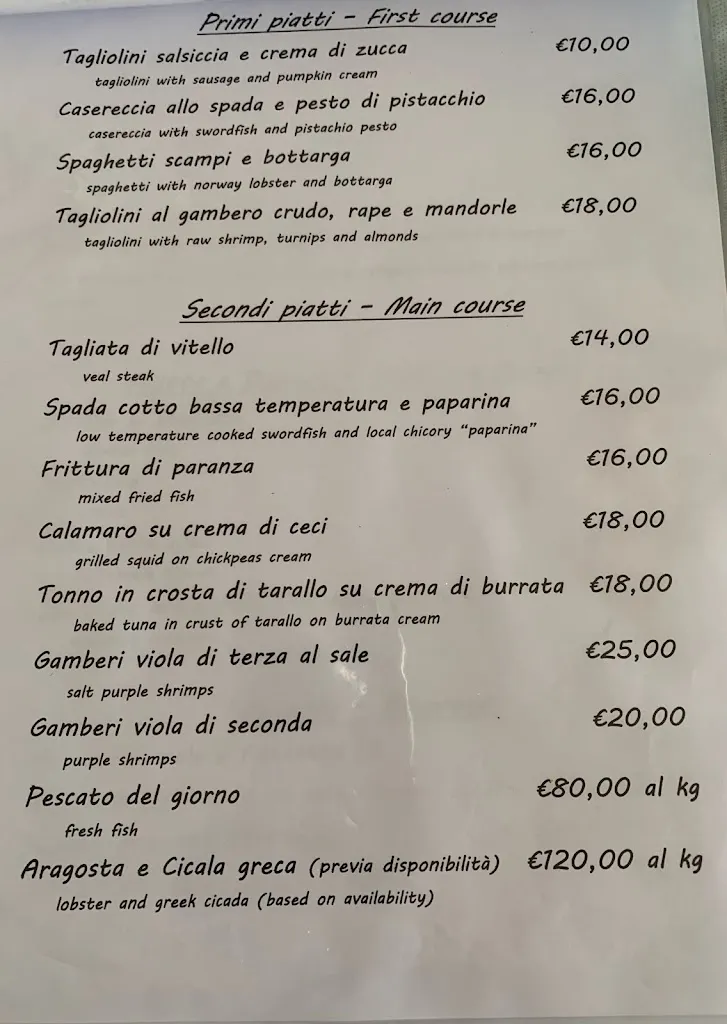 Primi piatti - First course
Tagliolini salsiccia e crema di zucca €10,00
tagliolini with sausage and pumpkin cream
Casereccia allo spada e pesto di pistacchio €16,00
casereccia with swordfish and pistachio pesto
Spaghetti scampi e bottarga €16,00
spaghetti with norway lobster and bottarga
Tagliolini al gambero crudo, rape e mandorle €18,00
tagliolini with raw shrimp, turnips and almonds
Secondi piatti - Main course
Tagliata di vitello €14,00
veal steak
Spada cotto bassa temperatura e paparina €16,00
low temperature cooked swordfish and local chicory “paparina”
Frittura di paranza €16,00
mixed fried fish
Calamaro su crema di ceci €18,00
grilled squid on chickpeas cream
Tonno in crosta di tarallo su crema di burrata €18,00
baked tuna in crust of tarallo on burrata cream
Gamberi viola di terza al sale €25,00
salt purple shrimps
Gamberi viola di seconda €20,00
purple shrimps
Pescato del giorno €80,00 al kg
fresh fish
Aragosta e Cicala greca (previa disponibilità) €120,00 al kg
lobster and greek cicada (based on availability)